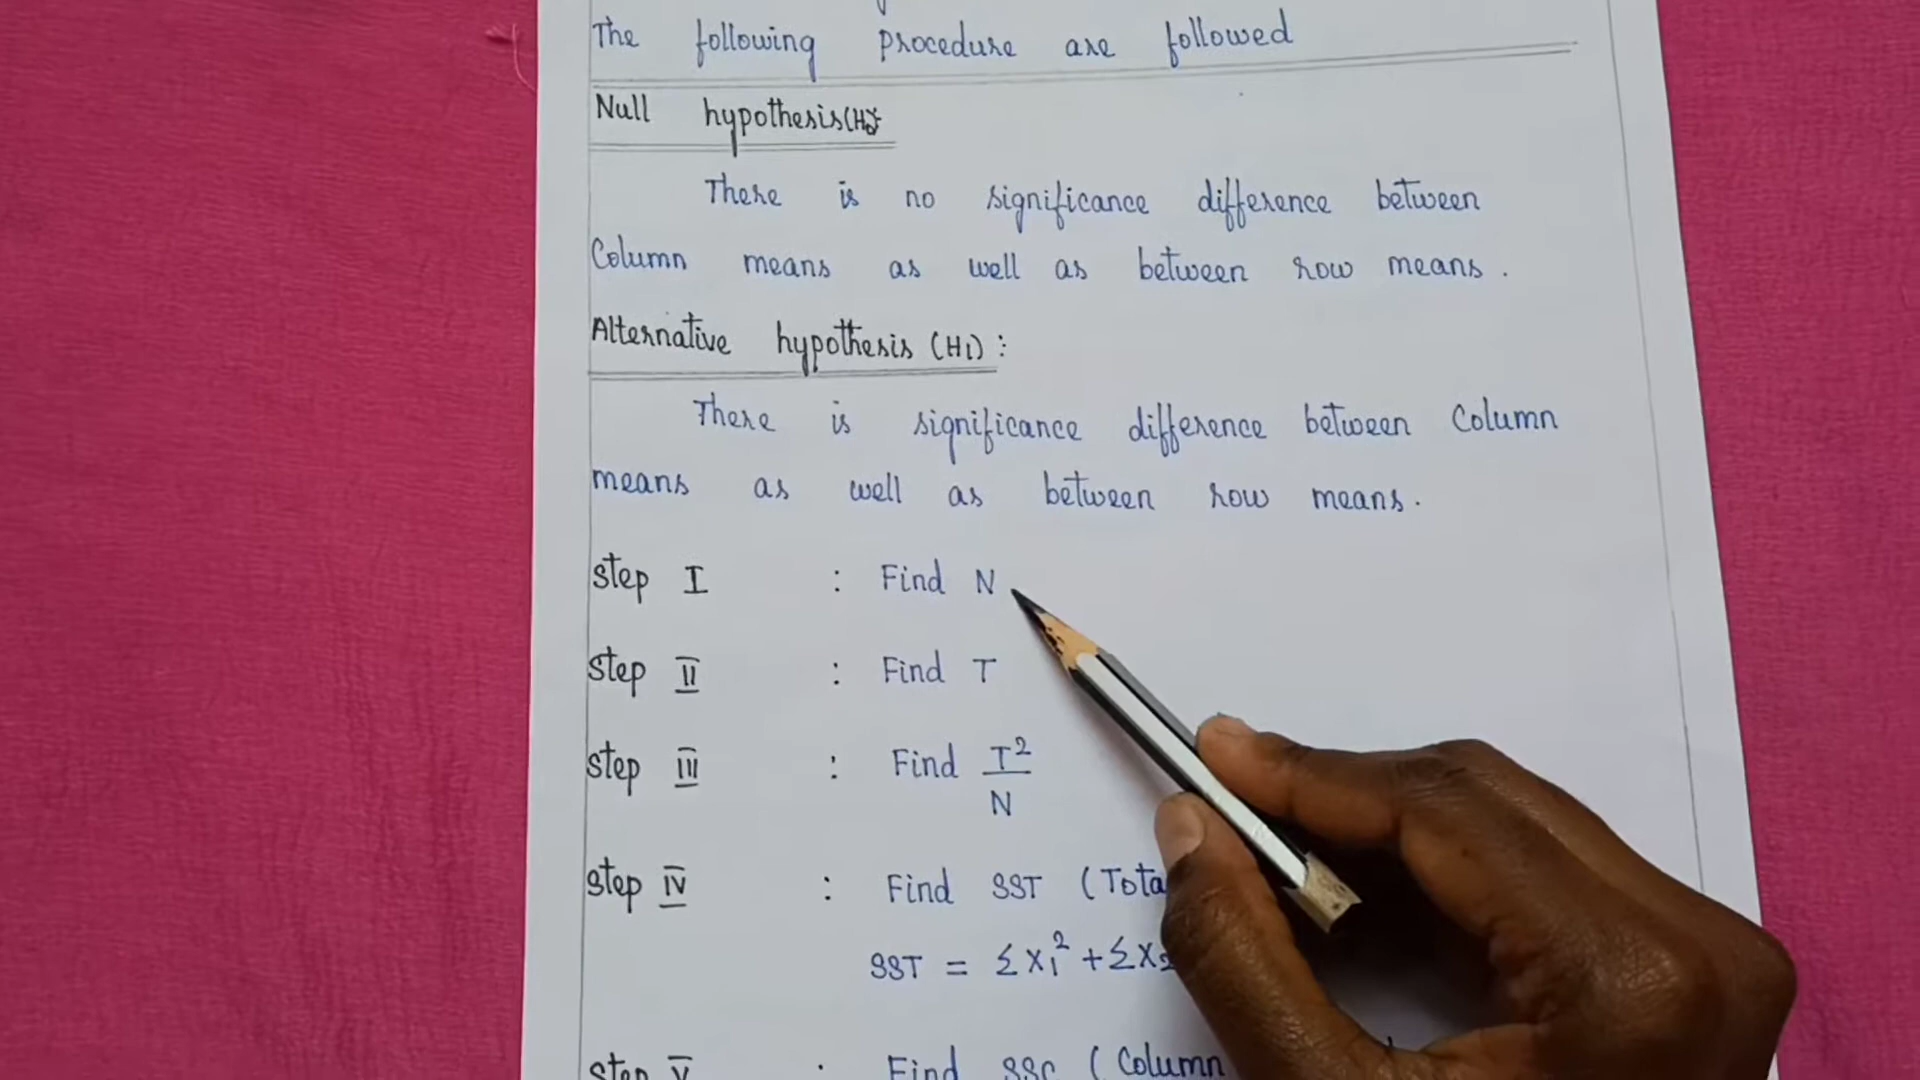 The following procedure are followed
Null hypothesis (H₀):
There is no significance difference between
Column means as well as between row means.
Alternative hypothesis (H1):
There is significance difference between Column
means as well as between row means.
Step I : Find N
Step II : Find T
Step III : Find T²/N
Step IV : Find SST (Tota
SST = ΣX₁² + ΣX₂
Step V : Find SSC (Column